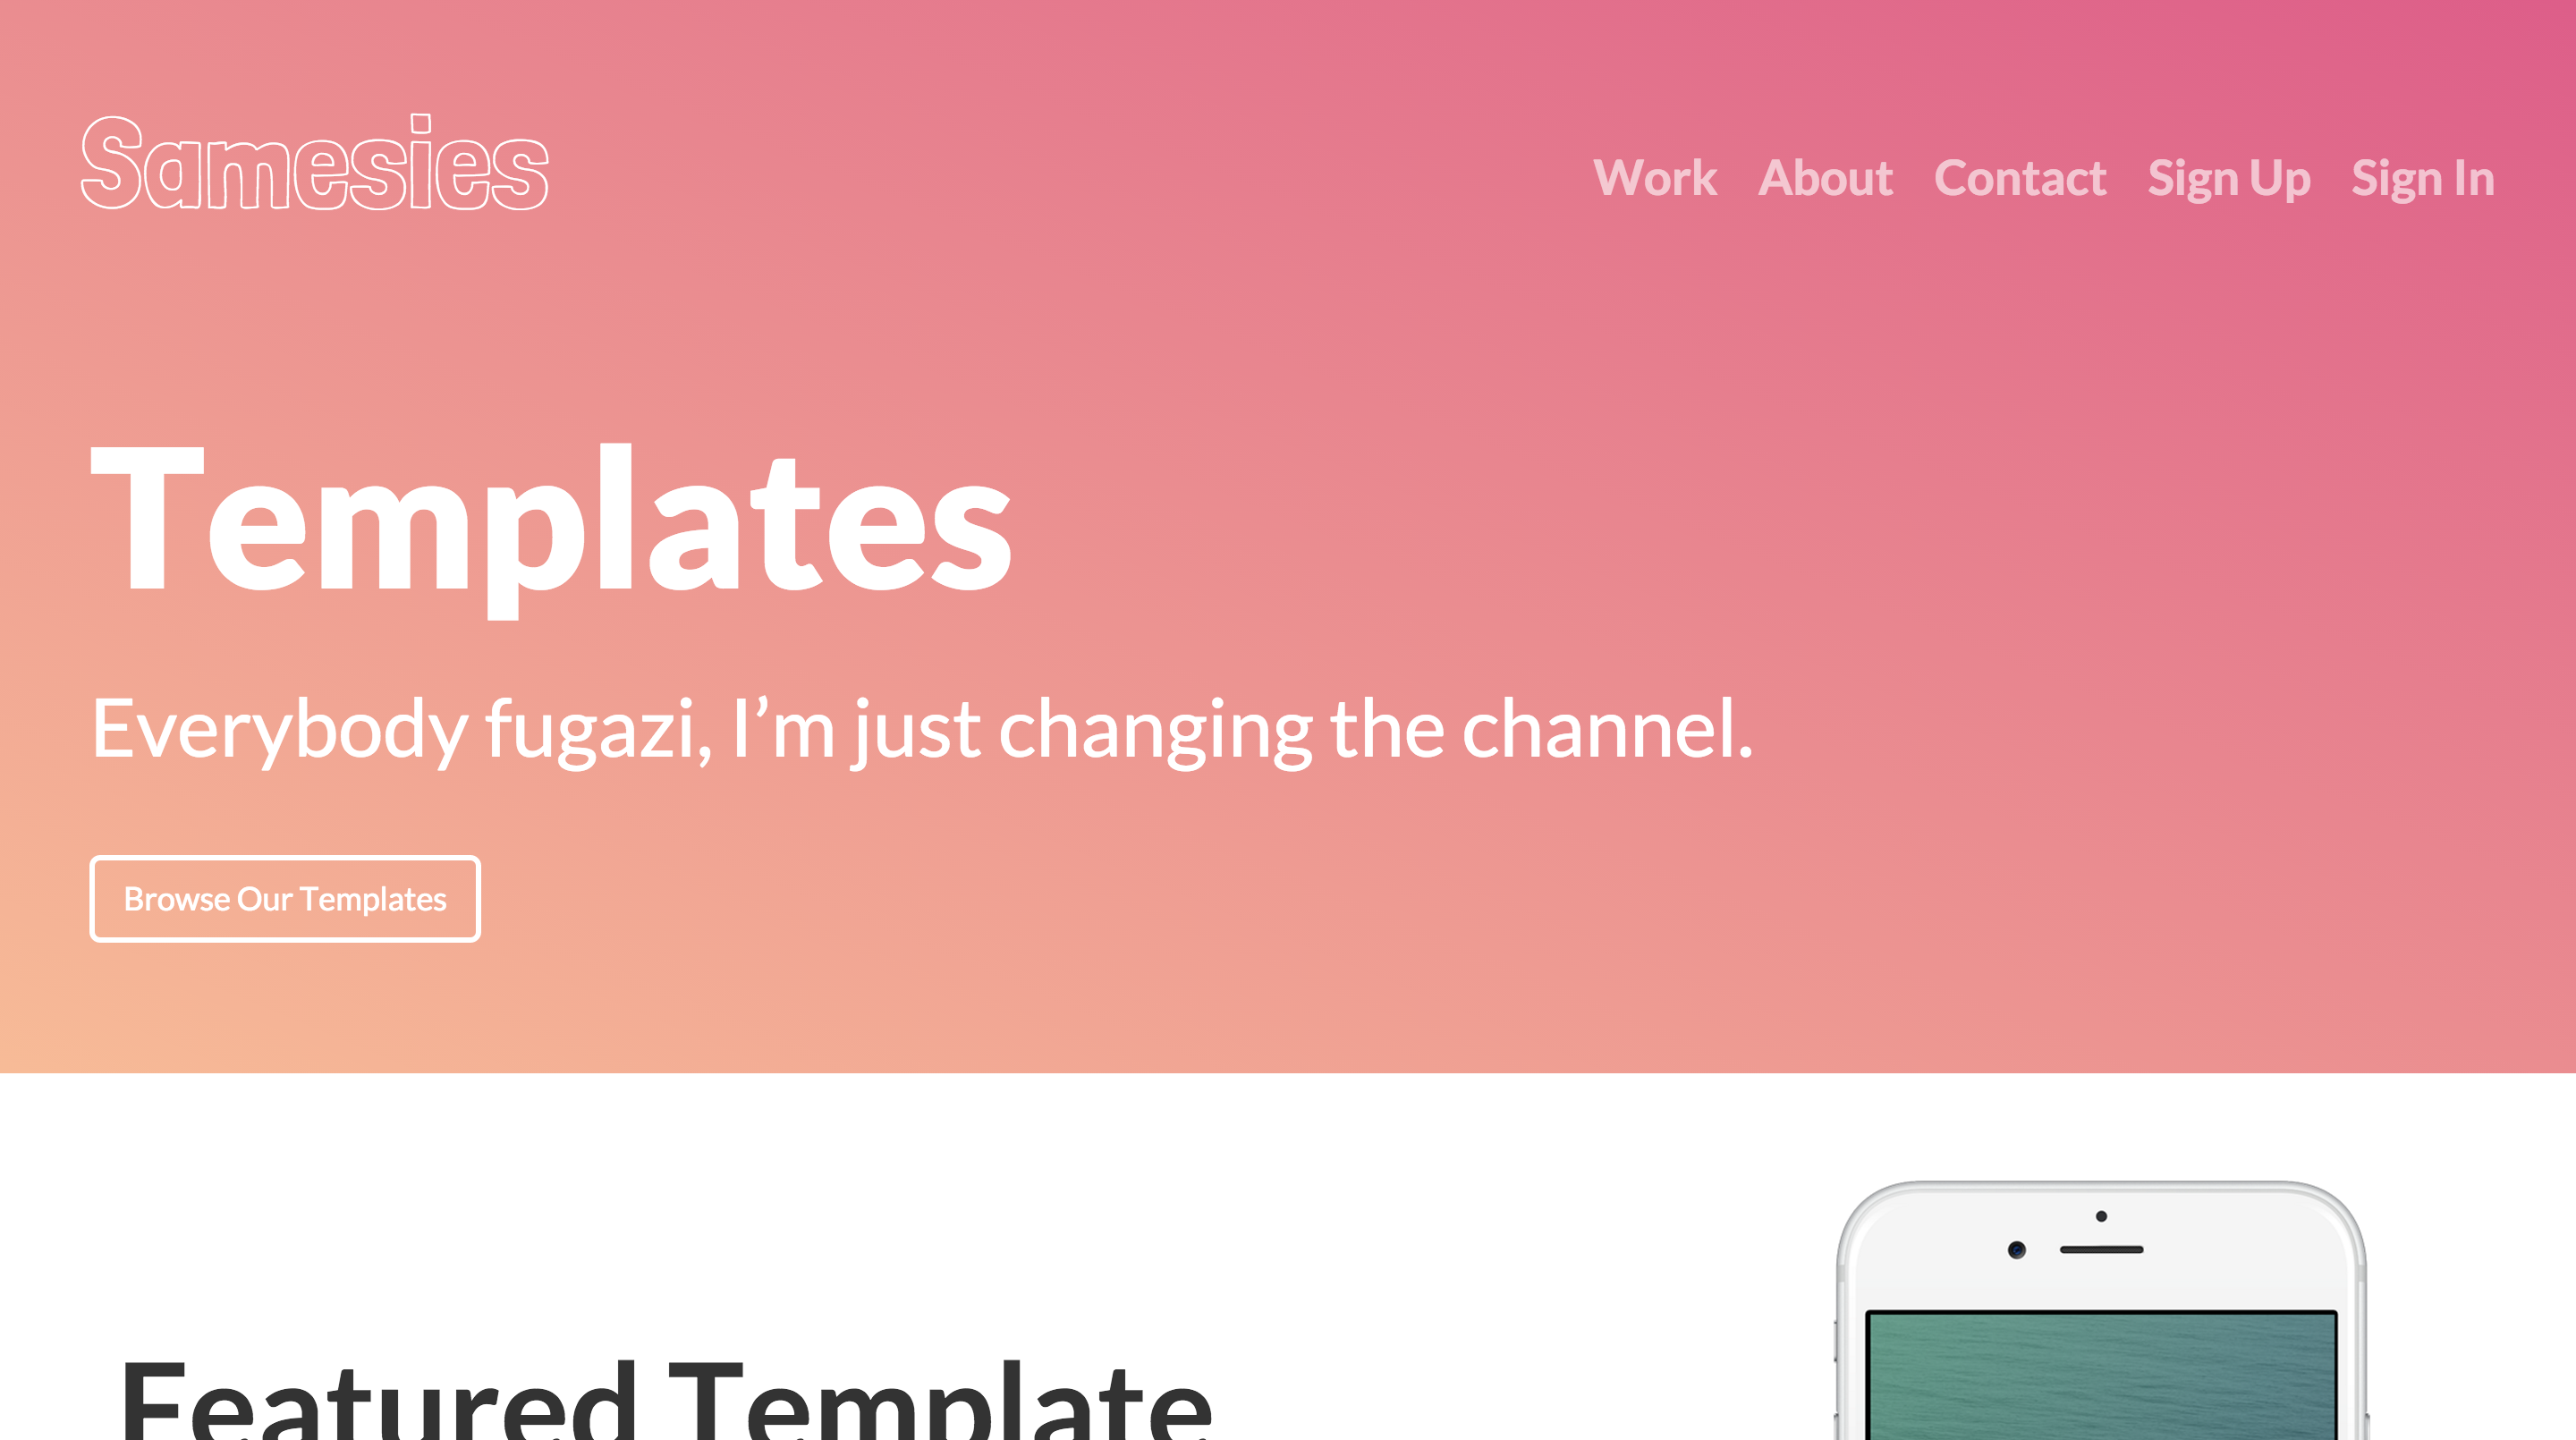 Samesies
Work About Contact Sign Up Sign In
Templates
Everybody fugazi, I’m just changing the channel.
Browse Our Templates
Featured Template